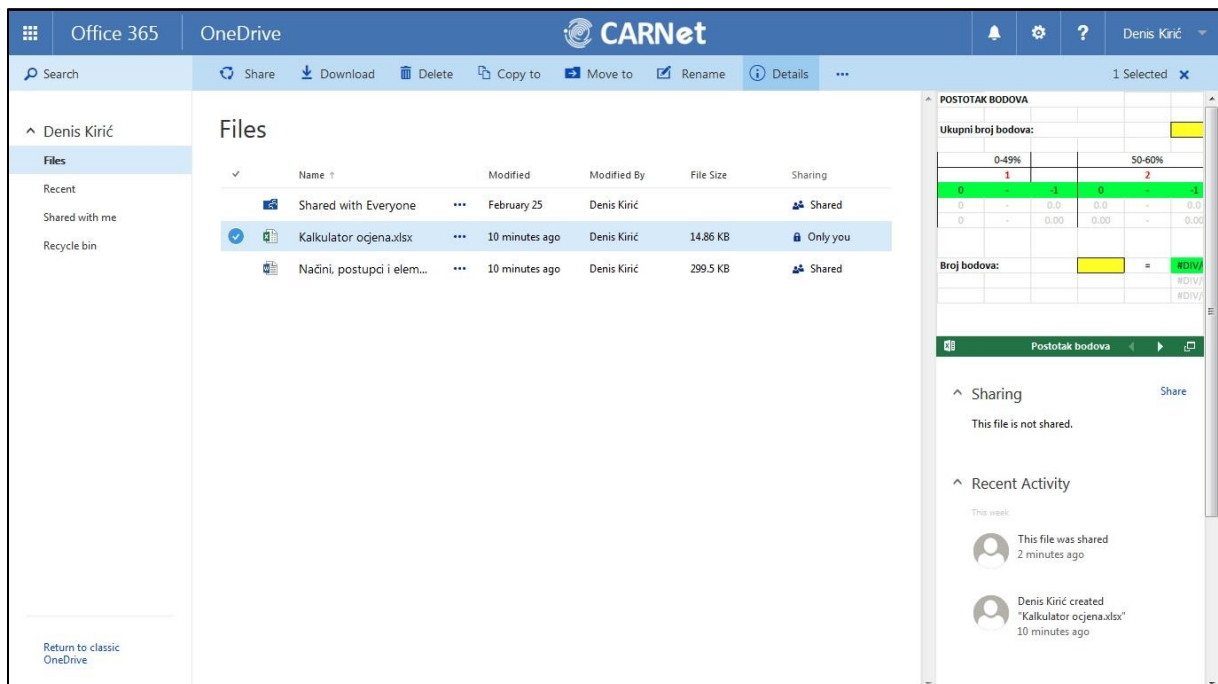 Office 365
OneDrive
CARNet
?
Denis Kirić
Search
Share
Download
Delete
Copy to
Move to
Rename
Details
...
1 Selected
Denis Kirić
Files
Recent
Shared with me
Recycle bin
Return to classic
OneDrive
Files
Name Modified Modified By File Size Sharing
Shared with Everyone ... February 25 Denis Kirić Shared
Kalkulator ocjena.xlsx ... 10 minutes ago Denis Kirić 14.86 KB Only you
Načini, postupci i elem... ... 10 minutes ago Denis Kirić 299.5 KB Shared
POSTOTAK BODOVA
Ukupni broj bodova:
0-49% 50-60%
1 2
0 - -1 0 - -1
0 - 0.0 0.0 - 0.0
0 - 0.00 0.00 - 0.00
Broj bodova: = #DIV/
#DIV/
#DIV/
Postotak bodova
Sharing Share
This file is not shared.
Recent Activity
This week
This file was shared
2 minutes ago
Denis Kirić created
"Kalkulator ocjena.xlsx"
10 minutes ago